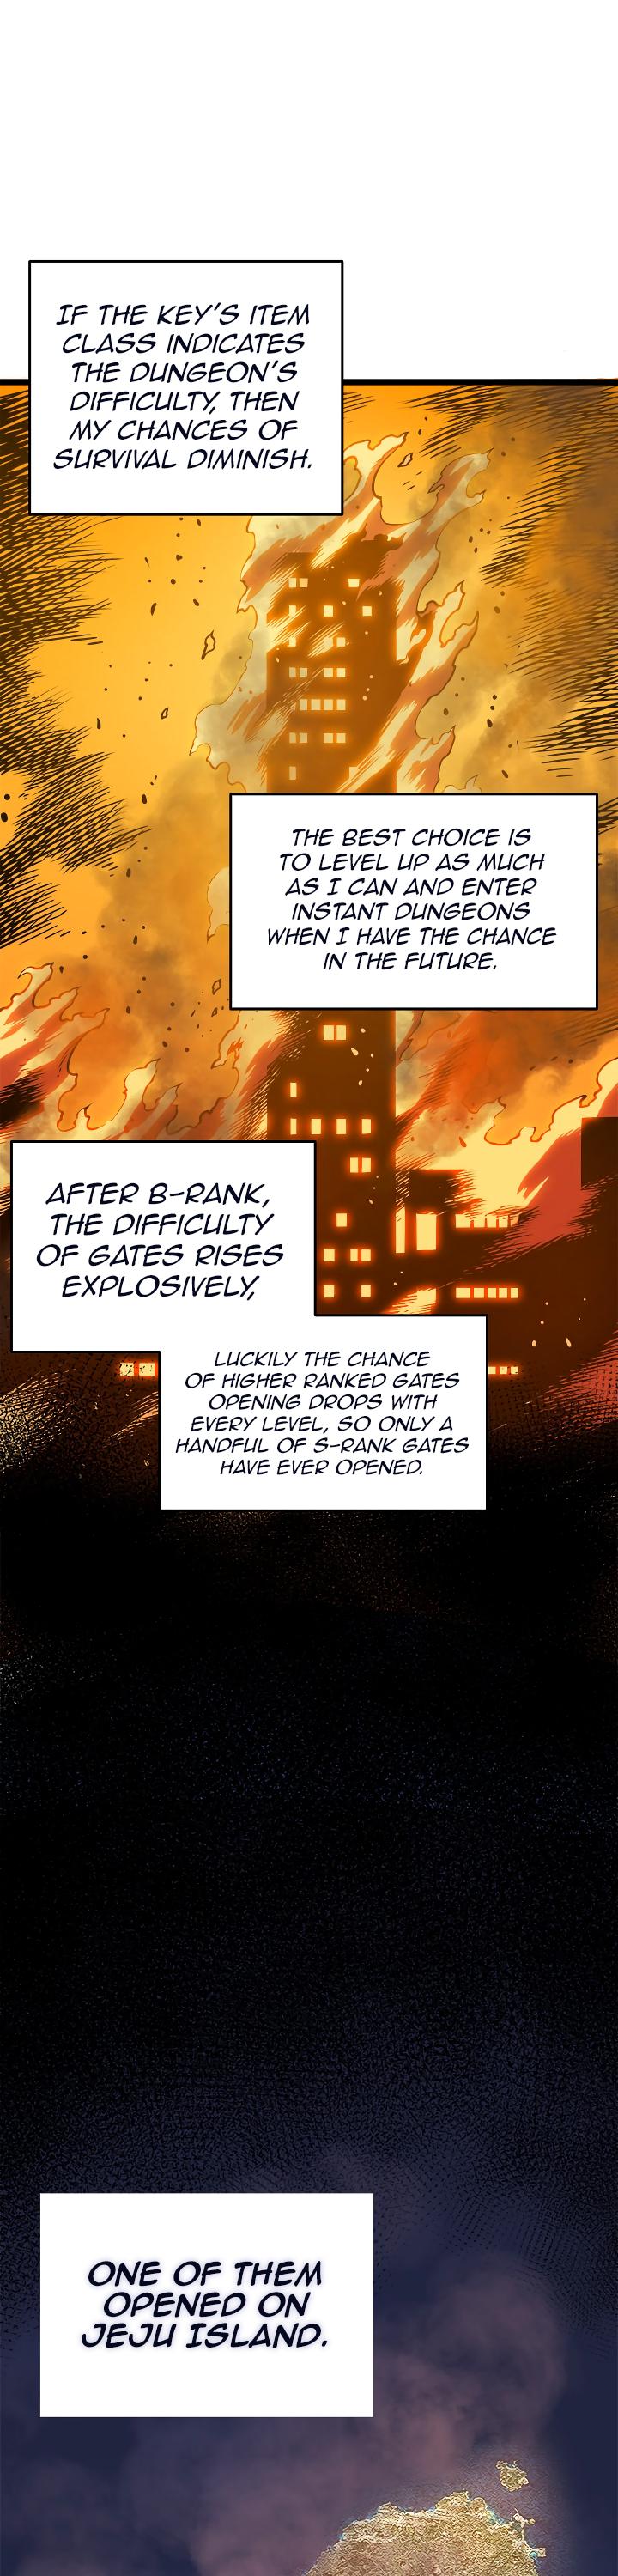 IF THE KEY'S ITEM
CLASS INDICATES
THE DUNGEON'S
DIFFICULTY, THEN
MY CHANCES OF
SURVIVAL DIMINISH.
THE BEST CHOICE IS
TO LEVEL UP AS MUCH
AS I CAN AND ENTER
INSTANT DUNGEONS
WHEN I HAVE THE CHANCE
IN THE FUTURE.
AFTER B-RANK,
THE DIFFICULTY
OF GATES RISES
EXPLOSIVELY,
LUCKILY THE CHANCE
OF HIGHER RANKED GATES
OPENING DROPS WITH
EVERY LEVEL, SO ONLY A
HANDFUL OF S-RANK GATES
HAVE EVER OPENED.
ONE OF THEM
OPENED ON
JEJU ISLAND.